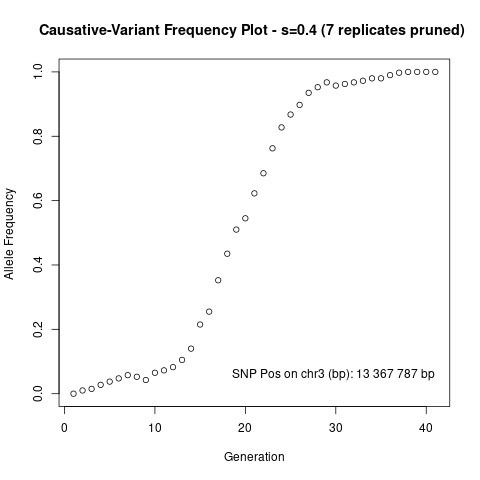 Causative-Variant Frequency Plot - s=0.4 (7 replicates pruned)
1.0
0.8
0.6
0.4
0.2
0.0
Allele Frequency
SNP Pos on chr3 (bp): 13 367 787 bp
0 10 20 30 40
Generation